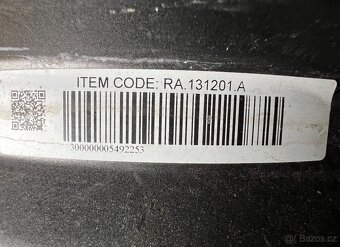 ITEM CODE: RA.131201.A
300000005492253
bazos.cz